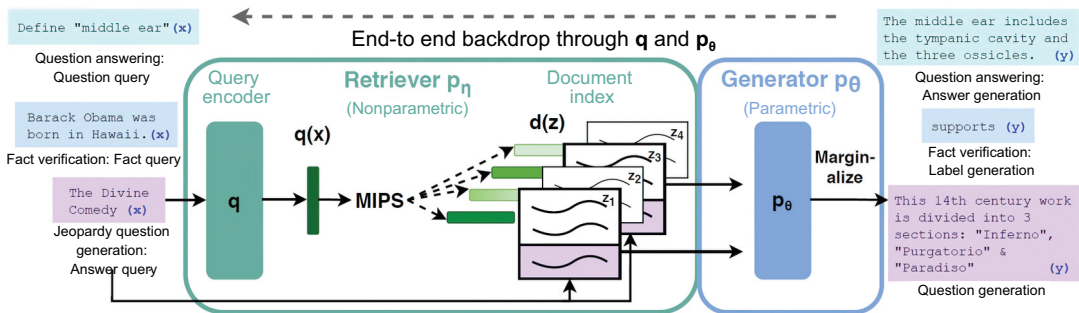 Define "middle ear"(x)
Question answering:
Question query
Barack Obama was
born in Hawaii.(x)
Fact verification: Fact query
The Divine
Comedy (x)
Jeopardy question
generation:
Answer query
End-to end backdrop through q and pθ
Query
encoder
Retriever pη
(Nonparametric)
Document
index
q
q(x)
MIPS
d(z)
z4
z3
z2
z1
Generator pθ
(Parametric)
pθ
Margin-
alize
The middle ear includes
the tympanic cavity and
the three ossicles. (y)
Question answering:
Answer generation
supports (y)
Fact verification:
Label generation
This 14th century work
is divided into 3
sections: "Inferno",
"Purgatorio" &
"Paradiso" (y)
Question generation